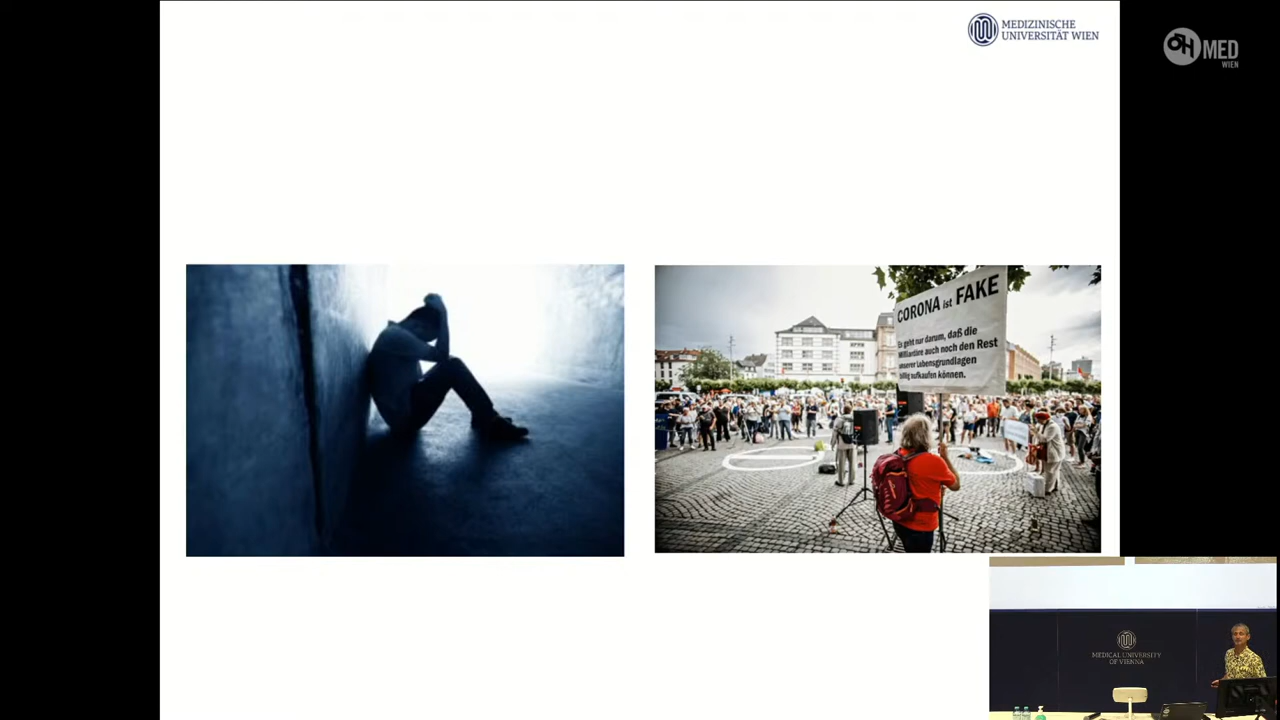 MEDIZINISCHE
UNIVERSITÄT WIEN
ÖH MED
WIEN
CORONA ist FAKE
Es geht nur darum, daß die
Milliardäre auch noch den Rest
unserer Lebensgrundlagen
billig aufkaufen können.
MEDICAL UNIVERSITY
OF VIENNA